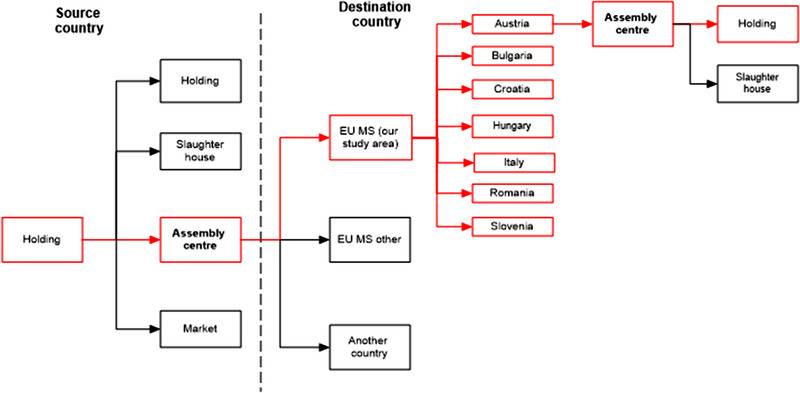 Source
country
Destination
country
Holding
Holding
Slaughter
house
Assembly
centre
Market
EU MS (our
study area)
EU MS other
Another
country
Austria
Bulgaria
Croatia
Hungary
Italy
Romania
Slovenia
Assembly
centre
Holding
Slaughter
house